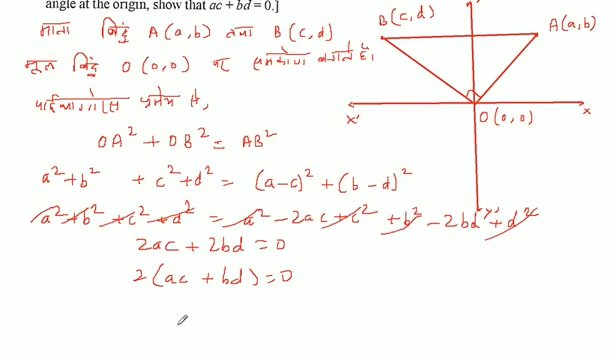 angle at the origin, show that ac + bd = 0.]
माना बिंदु A(a,b) तथा B(c,d)
मूल बिंदु O(0,0) पर समकोण बनाते हैं।
पाईथागोरस प्रमेय से,
OA² + OB² = AB²
a² + b² + c² + d² = (a-c)² + (b-d)²
a² + b² + c² + d² = a² - 2ac + c² + b² - 2bd + d²
2ac + 2bd = 0
2(ac + bd) = 0
B(c,d)
A(a,b)
O(0,0)
x'
x
y'